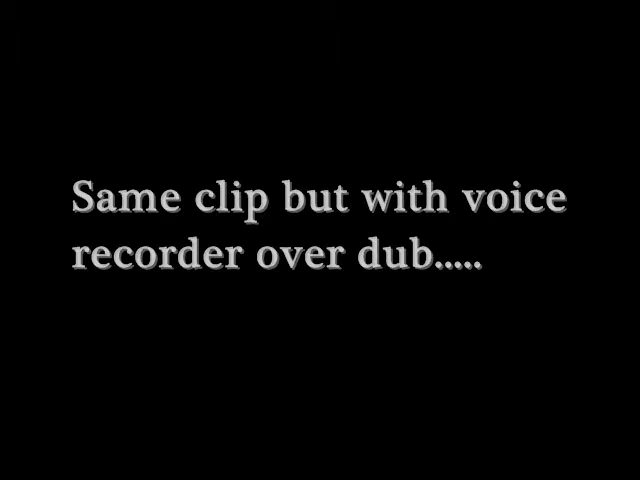 Same clip but with voice
recorder over dub.....